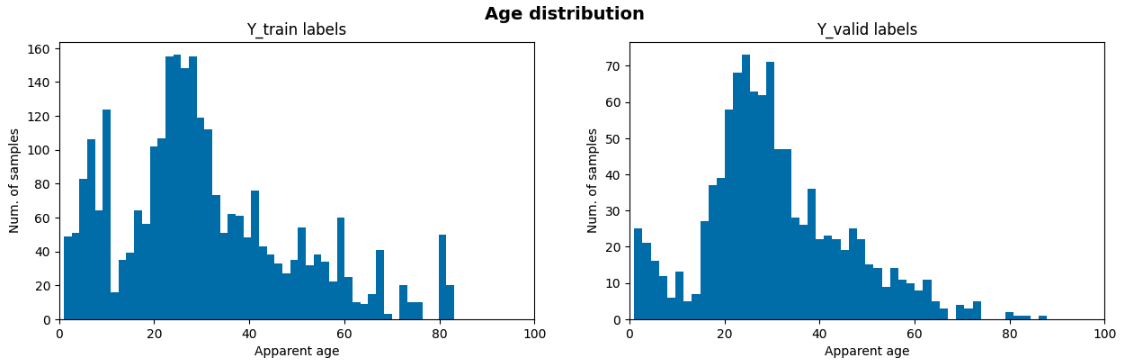 Age distribution
Y_train labels
Y_valid labels
Num. of samples
160
140
120
100
80
60
40
20
0
0 20 40 60 80 100
Apparent age
Num. of samples
70
60
50
40
30
20
10
0
0 20 40 60 80 100
Apparent age